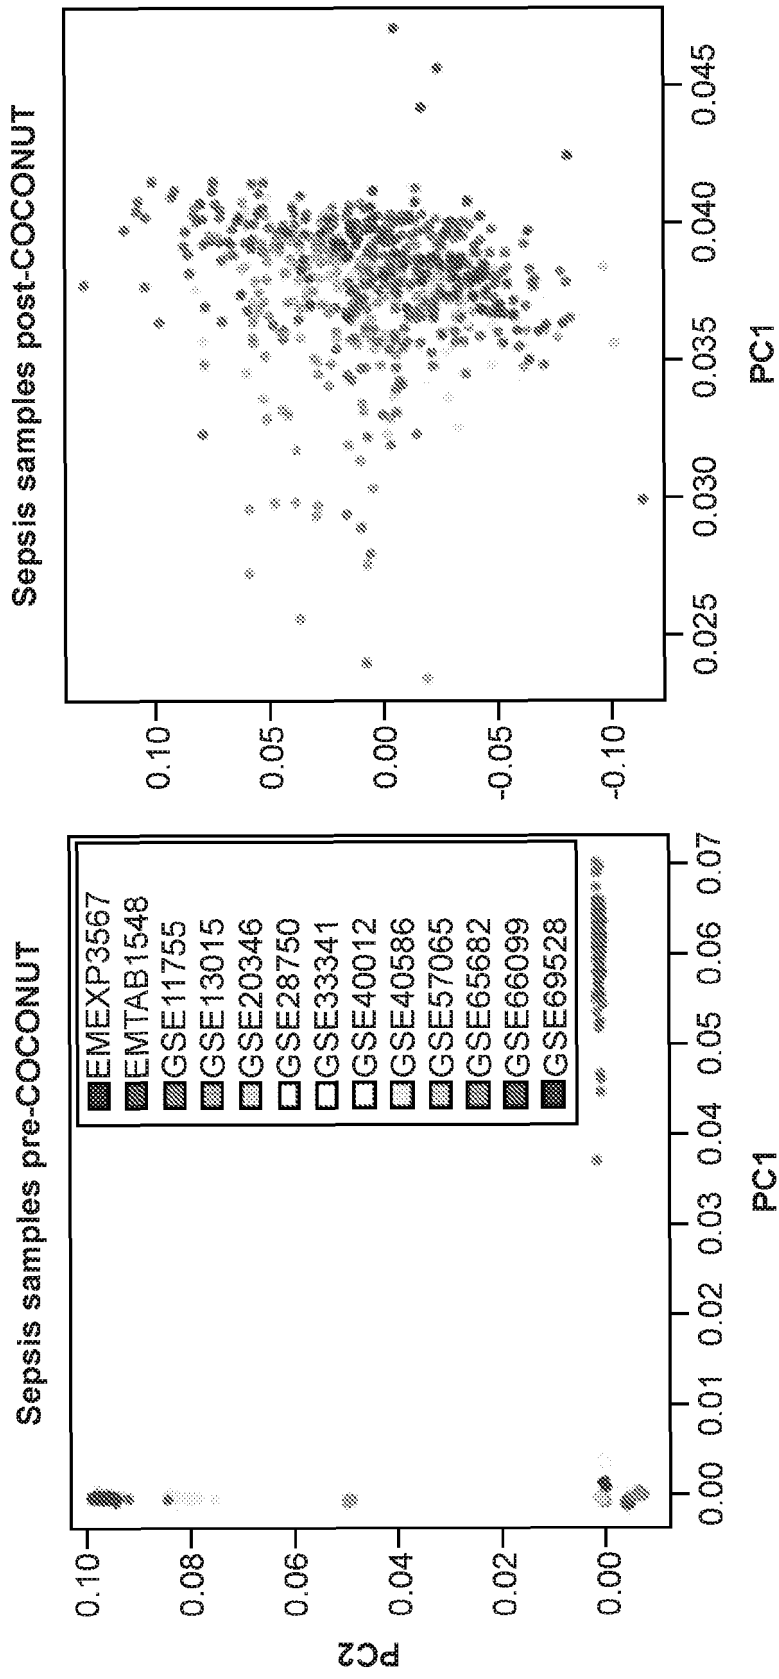 Sepsis samples pre-COCONUT
PC2
0.10
0.08
0.06
0.04
0.02
0.00
EMEXP3567
EMTAB1548
GSE11755
GSE13015
GSE20346
GSE28750
GSE33341
GSE40012
GSE40586
GSE57065
GSE65682
GSE66099
GSE69528
0.00
0.01
0.02
0.03
0.04
0.05
0.06
0.07
PC1
Sepsis samples post-COCONUT
0.10
0.05
0.00
-0.05
-0.10
0.025
0.030
0.035
0.040
0.045
PC1